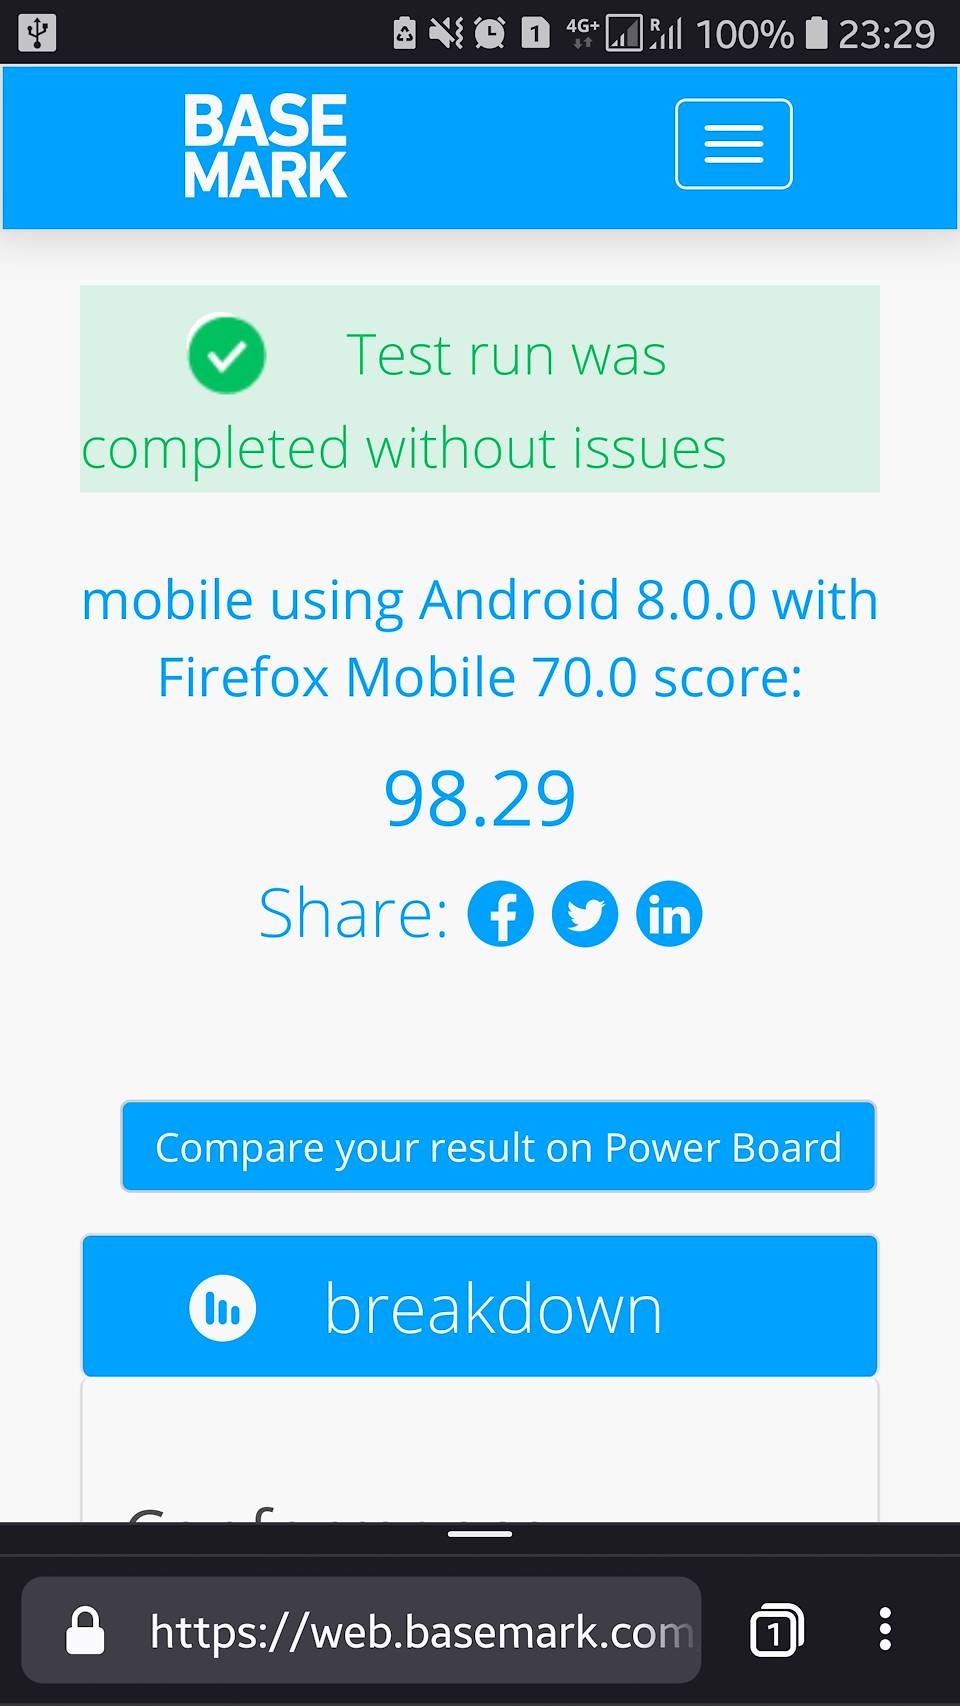 1 4G+ R 100% 23:29
BASE
MARK
Test run was
completed without issues
mobile using Android 8.0.0 with
Firefox Mobile 70.0 score:
98.29
Share:
Compare your result on Power Board
breakdown
https://web.basemark.com
1